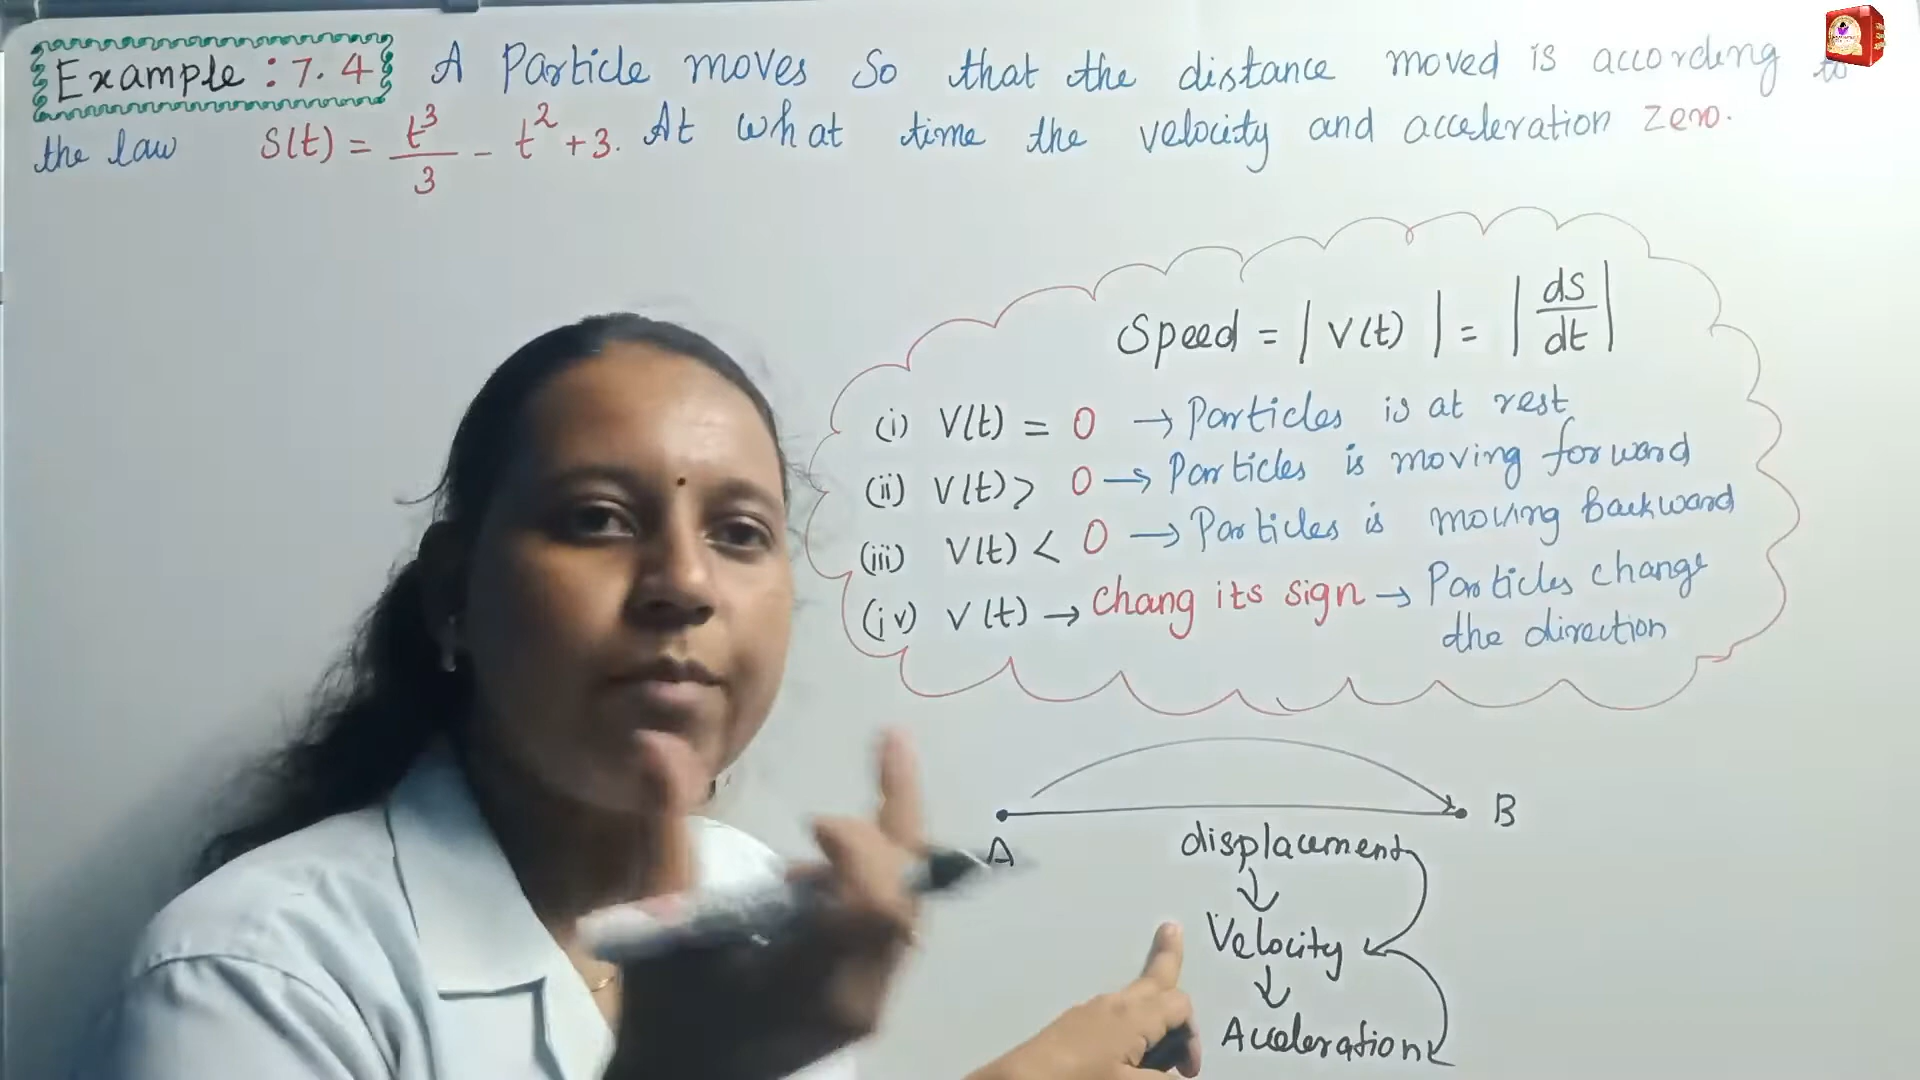 Example : 7.4 A Particle moves So that the distance moved is according to
the law S(t) = t³/3 - t² + 3. At what time the velocity and acceleration zero.
Speed = | V(t) | = | ds/dt |
(i) V(t) = 0 → Particles is at rest
(ii) V(t) > 0 → Particles is moving forward
(iii) V(t) < 0 → Particles is moving backward
(iv) V(t) → Chang its sign → Particles change
the direction
A B
displacement
↓
Velocity
↓
Acceleration